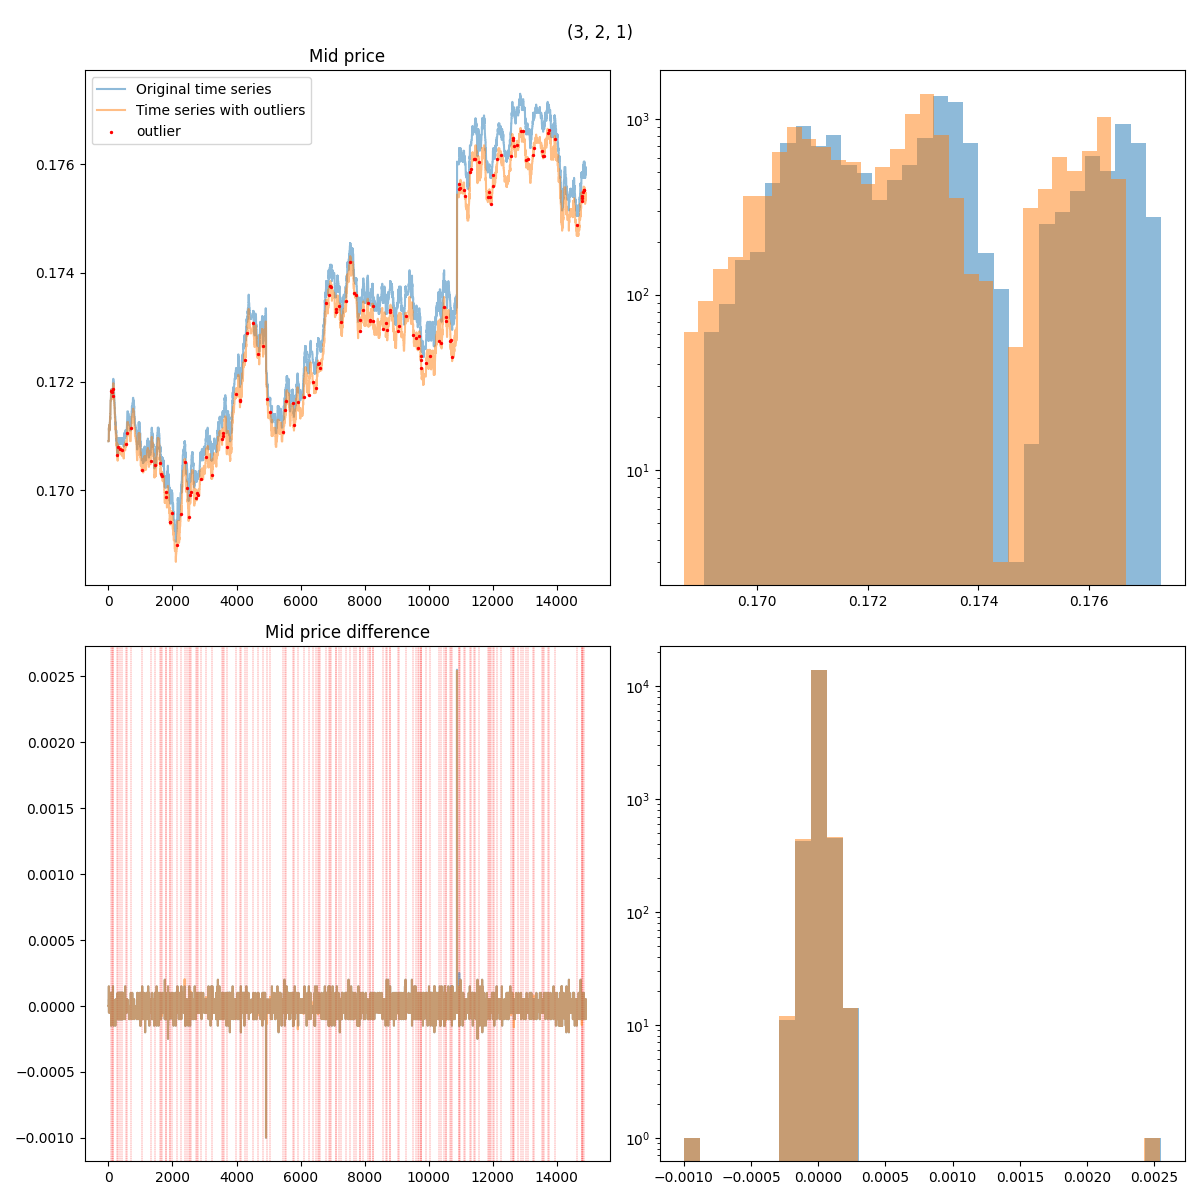 (3, 2, 1)
Mid price
Original time series
Time series with outliers
outlier
0.176
0.174
0.172
0.170
0 2000 4000 6000 8000 10000 12000 14000
10³
10²
10¹
0.170 0.172 0.174 0.176
Mid price difference
0.0025
0.0020
0.0015
0.0010
0.0005
0.0000
−0.0005
−0.0010
0 2000 4000 6000 8000 10000 12000 14000
10⁴
10³
10²
10¹
10⁰
−0.0010 −0.0005 0.0000 0.0005 0.0010 0.0015 0.0020 0.0025